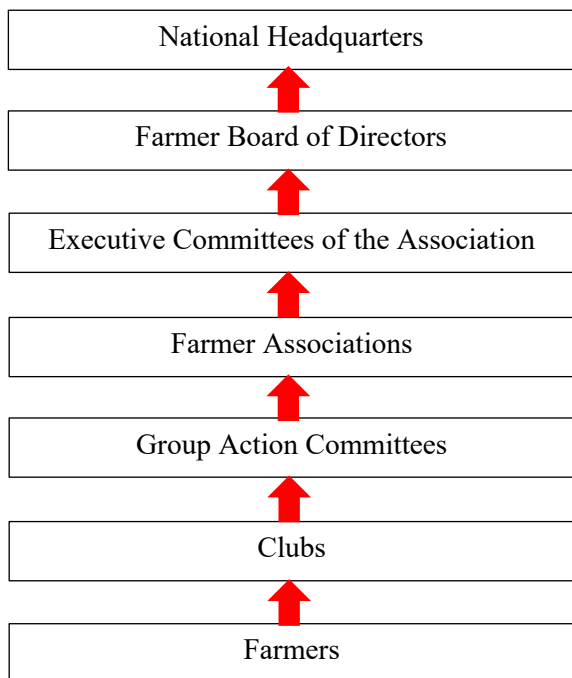 National Headquarters
Farmer Board of Directors
Executive Committees of the Association
Farmer Associations
Group Action Committees
Clubs
Farmers